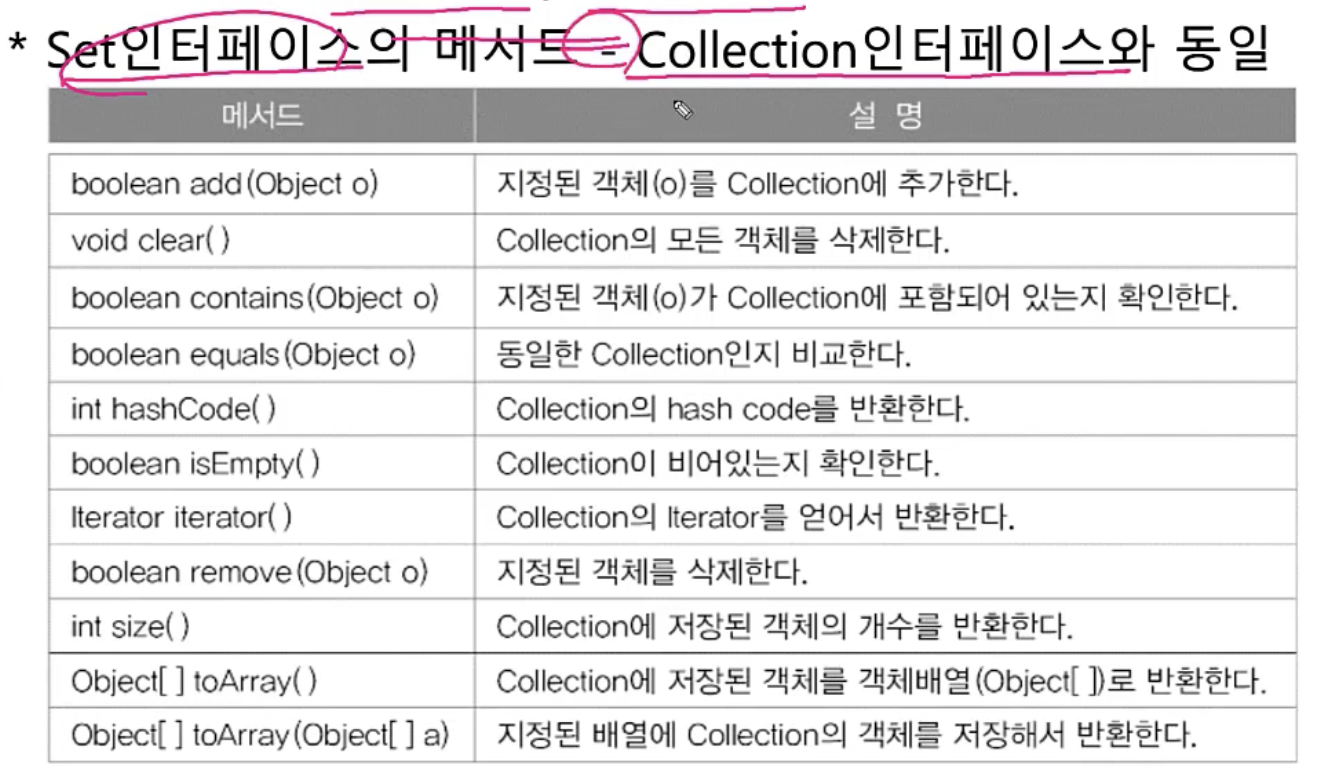 * Set인터페이스의 메서드 - Collection인터페이스와 동일
메서드 설 명
boolean add(Object o) 지정된 객체(o)를 Collection에 추가한다.
void clear( ) Collection의 모든 객체를 삭제한다.
boolean contains(Object o) 지정된 객체(o)가 Collection에 포함되어 있는지 확인한다.
boolean equals(Object o) 동일한 Collection인지 비교한다.
int hashCode( ) Collection의 hash code를 반환한다.
boolean isEmpty( ) Collection이 비어있는지 확인한다.
Iterator iterator( ) Collection의 Iterator를 얻어서 반환한다.
boolean remove(Object o) 지정된 객체를 삭제한다.
int size( ) Collection에 저장된 객체의 개수를 반환한다.
Object[ ] toArray( ) Collection에 저장된 객체를 객체배열(Object[ ])로 반환한다.
Object[ ] toArray(Object[ ] a) 지정된 배열에 Collection의 객체를 저장해서 반환한다.